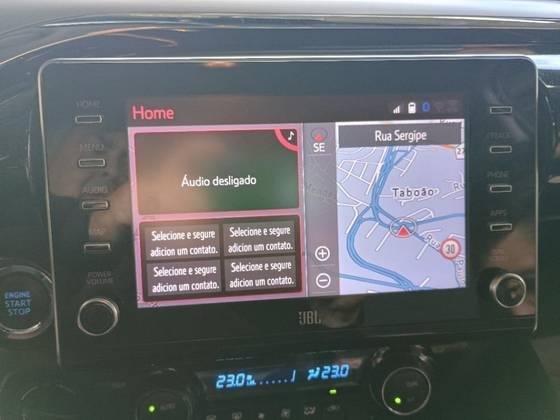 HOME
MENU
AUDIO
MAP
POWER
VOLUME
ENGINE
START
STOP
Home
Áudio desligado
Selecione e segure
adicion um contato.
Selecione e segure
adicion um contato.
Selecione e segure
adicion um contato.
Selecione e segure
adicion um contato.
SE
Rua Sergipe
Taboão
30
TRACK
PHONE
APPS
JBL
23.0
23.0
AUTO